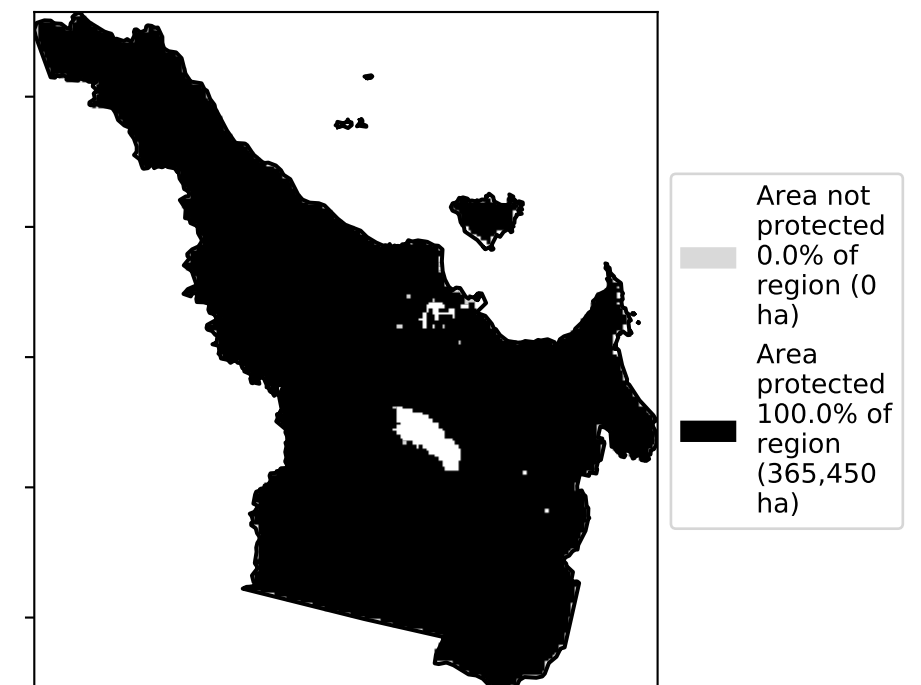 Area not
protected
0.0% of
region (0
ha)
Area
protected
100.0% of
region
(365,450
ha)